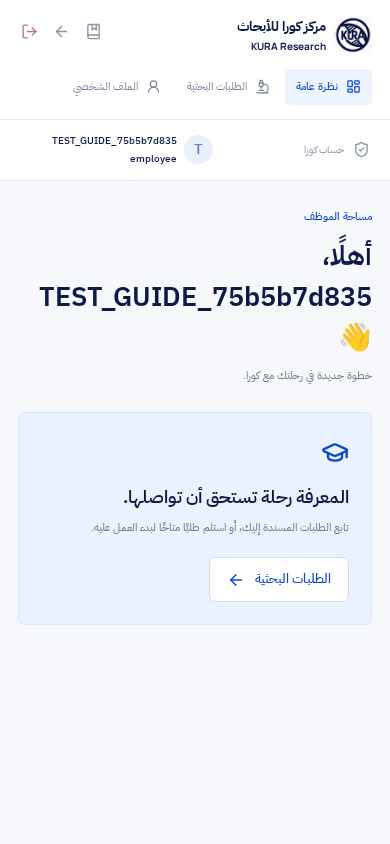 مركز كورا للأبحاث
KURA Research
KURA
نظرة عامة
الطلبات البحثية
الملف الشخصي
حساب كورا
T
TEST_GUIDE_75b5b7d835
employee
مساحة الموظف
أهلًا،
TEST_GUIDE_75b5b7d835
👋
خطوة جديدة في رحلتك مع كورا.
المعرفة رحلة تستحق أن تواصلها.
تابع الطلبات المسندة إليك، أو استلم طلبًا متاحًا لبدء العمل عليه.
الطلبات البحثية